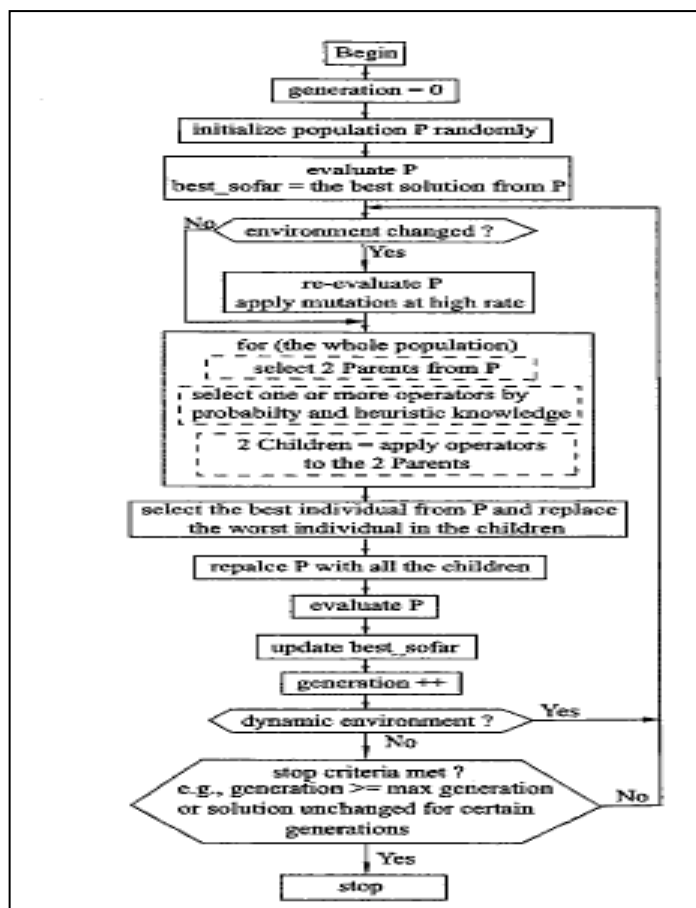 Begin
generation = 0
initialize population P randomly
evaluate P
best_sofar = the best solution from P
No
environment changed ?
Yes
re-evaluate P
apply mutation at high rate
for (the whole population)
select 2 Parents from P
select one or more operators by
probabilty and heuristic knowledge
2 Children = apply operators
to the 2 Parents
select the best individual from P and replace
the worst individual in the children
repalce P with all the children
evaluate P
update best_sofar
generation ++
dynamic environment ?
Yes
No
stop criteria met ?
e.g., generation >= max generation
or solution unchanged for certain
generations
No
Yes
stop